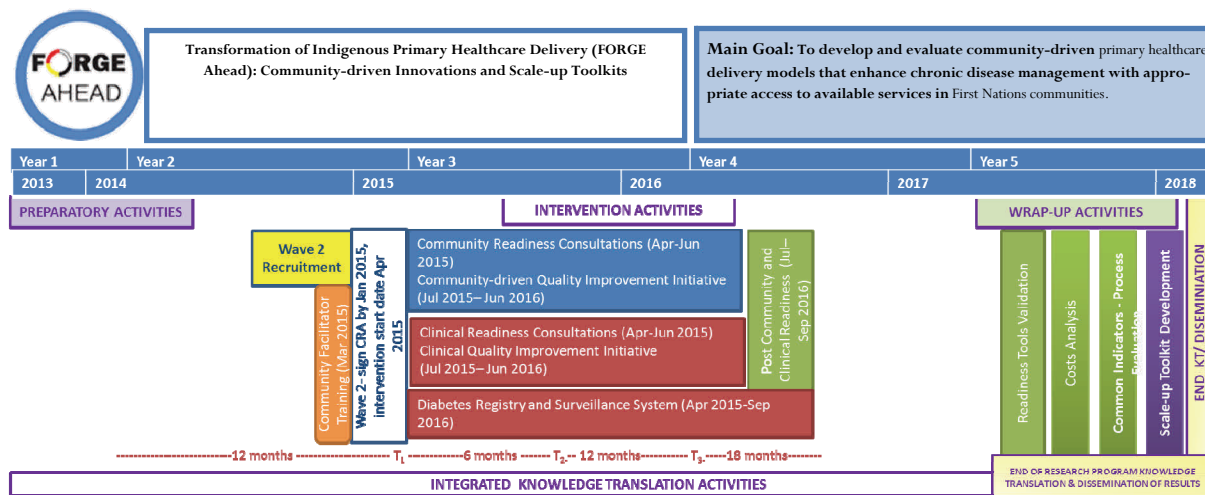 FORGE
AHEAD
Transformation of Indigenous Primary Healthcare Delivery (FORGE
Ahead): Community-driven Innovations and Scale-up Toolkits
Main Goal: To develop and evaluate community-driven primary healthcare
delivery models that enhance chronic disease management with appro-
priate access to available services in First Nations communities.
Year 1 Year 2 Year 3 Year 4 Year 5
2013 2014 2015 2016 2017 2018
PREPARATORY ACTIVITIES
INTERVENTION ACTIVITIES
WRAP-UP ACTIVITIES
Wave 2
Recruitment
Community Facilitator
Training (Mar 2015)
Wave 2- sign CRA by Jan 2015,
intervention start date Apr
2015
Community Readiness Consultations (Apr-Jun
2015)
Community-driven Quality Improvement Initiative
(Jul 2015– Jun 2016)
Clinical Readiness Consultations (Apr-Jun 2015)
Clinical Quality Improvement Initiative
(Jul 2015– Jun 2016)
Diabetes Registry and Surveillance System (Apr 2015-Sep
2016)
Post Community and
Clinical Readiness (Jul–
Sep 2016)
Readiness Tools Validation
Costs Analysis
Common Indicators - Process
Evaluation
Scale-up Toolkit Development
END KT/ DISEMINIATION
12 months T1 6 months T2 12 months T3 18 months
INTEGRATED KNOWLEDGE TRANSLATION ACTIVITIES
END OF RESEARCH PROGRAM KNOWLEDGE
TRANSLATION & DISSEMINATION OF RESULTS